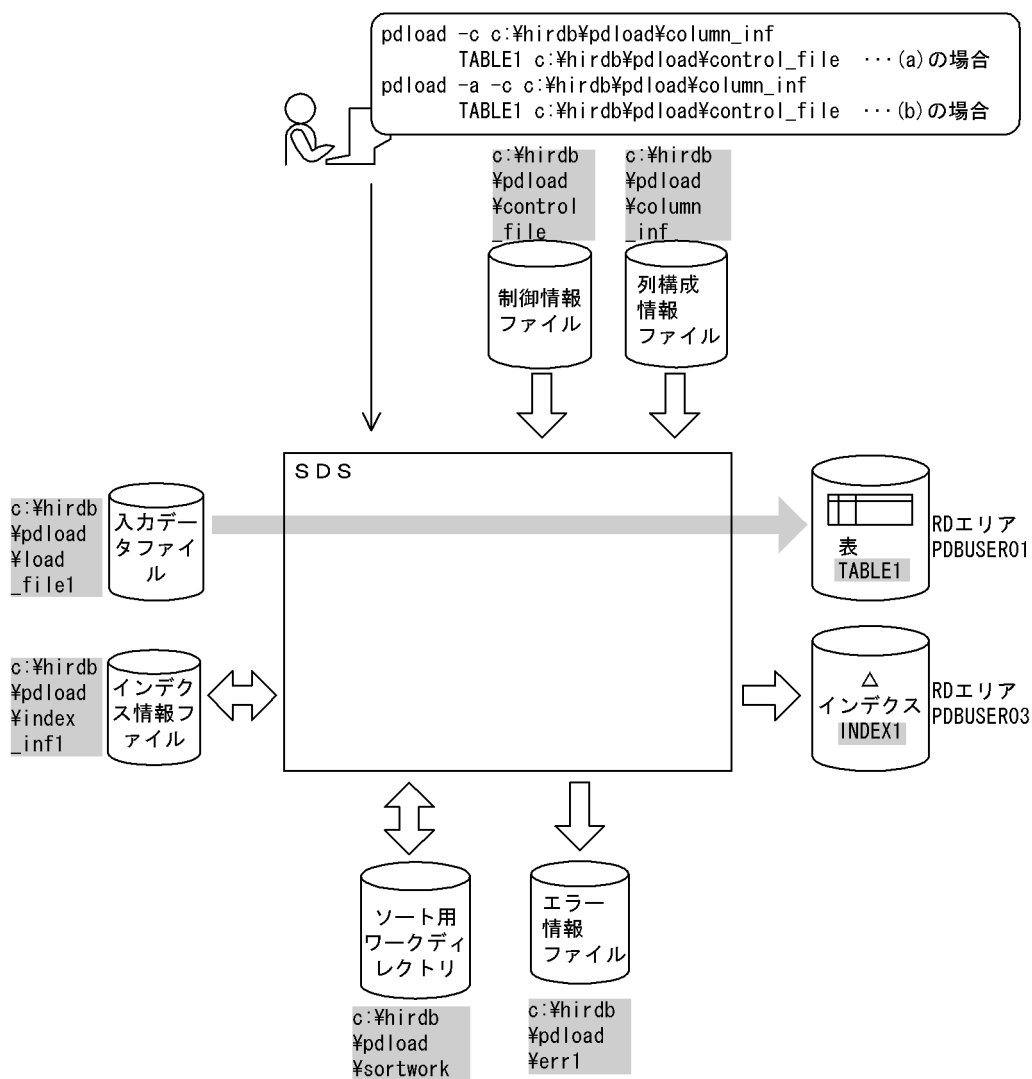 pdload -c c:¥hirdb¥pdload¥column_inf
TABLE1 c:¥hirdb¥pdload¥control_file ･･･(a)の場合
pdload -a -c c:¥hirdb¥pdload¥column_inf
TABLE1 c:¥hirdb¥pdload¥control_file ･･･(b)の場合
c:¥hirdb
¥pdload
¥control
_file
c:¥hirdb
¥pdload
¥column
_inf
制御情報
ファイル
列構成
情報
ファイル
ＳＤＳ
c:¥hirdb
¥pdload
¥load
_file1
入力デー
タファイ
ル
表
TABLE1
RDエリア
PDBUSER01
c:¥hirdb
¥pdload
¥index
_inf1
インデク
ス情報フ
ァイル
インデクス
INDEX1
RDエリア
PDBUSER03
ソート用
ワークディ
レクトリ
c:¥hirdb
¥pdload
¥sortwork
エラー
情報
ファイル
c:¥hirdb
¥pdload
¥err1